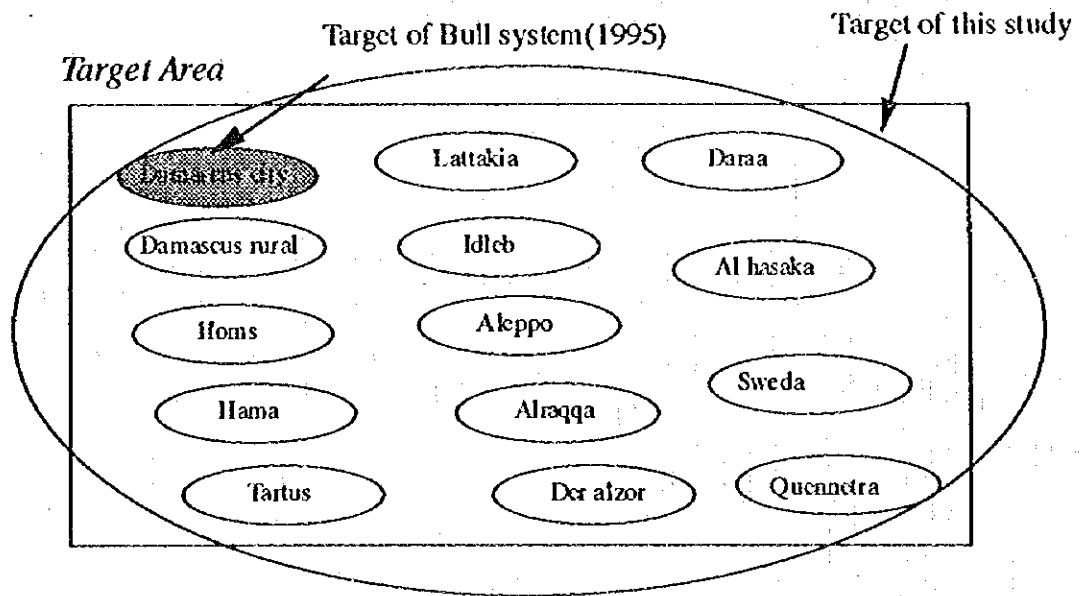 Target of Bull system(1995)
Target of this study
Target Area
Damascus city
Lattakia
Daraa
Damascus rural
Idleb
Al hasaka
Homs
Aleppo
Sweda
Hama
Alraqqa
Tartus
Der alzor
Quennetra